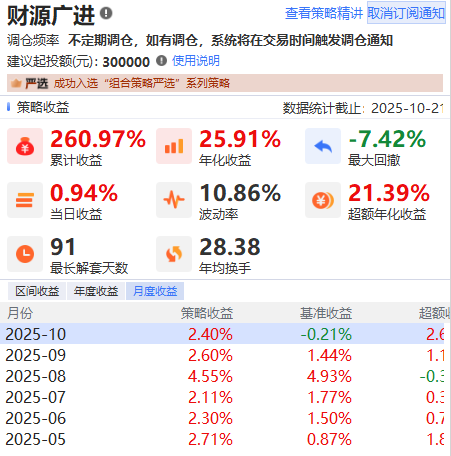 财源广进 查看策略精讲 取消订阅通知
调仓频率 不定期调仓，如有调仓，系统将在交易时间触发调仓通知
建议起投额(元)： 300000 使用说明
严选 成功入选“组合策略严选”系列策略
策略收益 数据统计截止： 2025-10-21
260.97% 25.91% -7.42%
累计收益 年化收益 最大回撤
0.94% 10.86% 21.39%
当日收益 波动率 超额年化收益
91 28.38
最长解套天数 年均换手
区间收益 年度收益 月度收益
月份 策略收益 基准收益 超额收
2025-10 2.40% -0.21% 2.6
2025-09 2.60% 1.44% 1.1
2025-08 4.55% 4.93% -0.3
2025-07 2.11% 1.77% 0.3
2025-06 2.30% 1.50% 0.7
2025-05 2.71% 0.87% 1.8